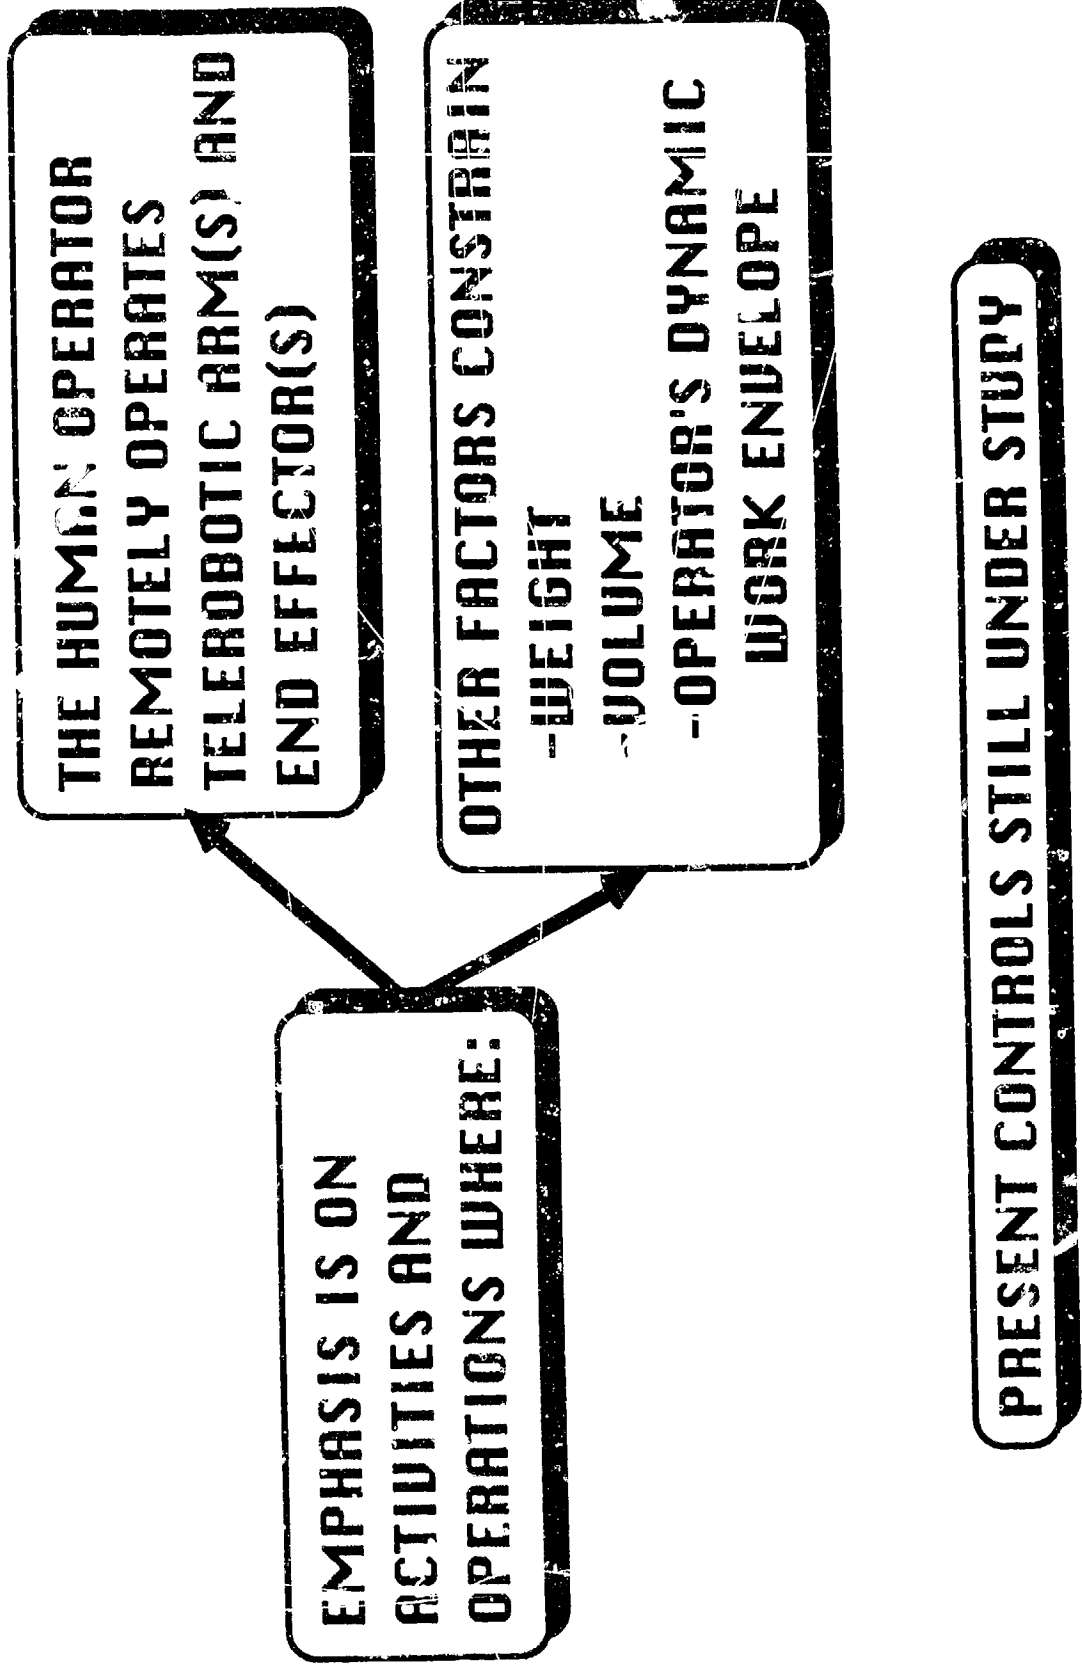 EMPHASIS IS ON
ACTIVITIES AND
OPERATIONS WHERE:
THE HUMAN OPERATOR
REMOTELY OPERATES
TELEROBOTIC ARM(S) AND
END EFFECTOR(S)
OTHER FACTORS CONSTRAIN
-WEIGHT
-VOLUME
-OPERATOR'S DYNAMIC
WORK ENVELOPE
PRESENT CONTROLS STILL UNDER STUDY